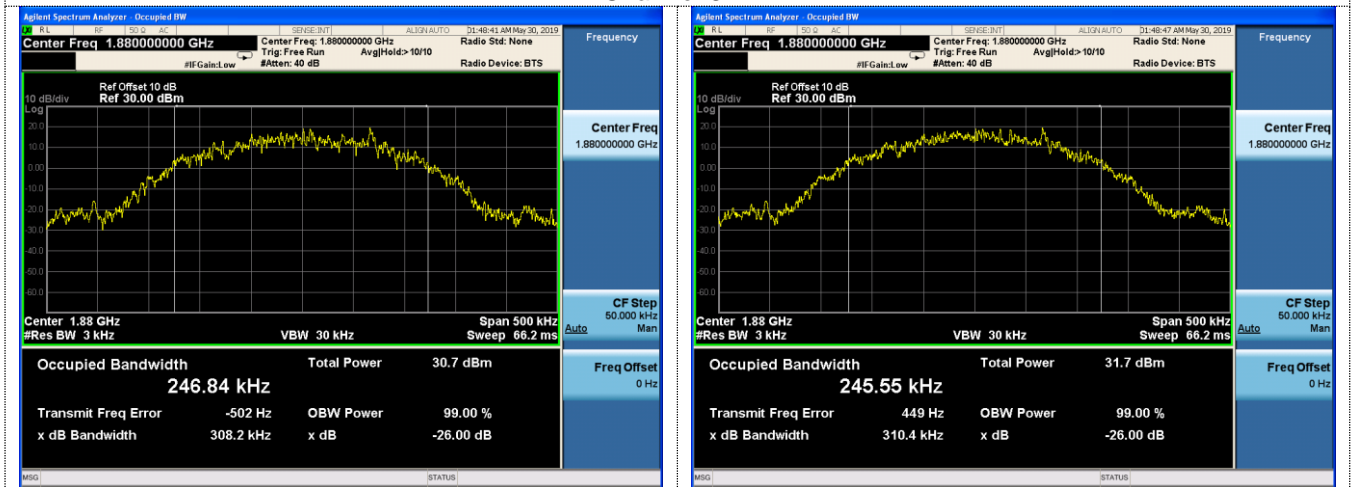 Agilent Spectrum Analyzer - Occupied BW
RL RF 50 Ω AC SENSE:INT ALIGN AUTO 01:48:41 AM May 30, 2019
Center Freq 1.880000000 GHz
Center Freq: 1.880000000 GHz
Radio Std: None
Trig: Free Run Avg|Hold:> 10/10
#IFGain:Low #Atten: 40 dB Radio Device: BTS
Ref Offset 10 dB
10 dB/div Ref 30.00 dBm
Log
20.0
10.0
0.00
-10.0
-20.0
-30.0
-40.0
-50.0
-60.0
Center 1.88 GHz Span 500 kHz
#Res BW 3 kHz VBW 30 kHz Sweep 66.2 ms
Occupied Bandwidth Total Power 30.7 dBm
246.84 kHz
Transmit Freq Error -502 Hz OBW Power 99.00 %
x dB Bandwidth 308.2 kHz x dB -26.00 dB
MSG STATUS
Frequency
Center Freq
1.880000000 GHz
CF Step
50.000 kHz
Auto Man
Freq Offset
0 Hz
Agilent Spectrum Analyzer - Occupied BW
RL RF 50 Ω AC SENSE:INT ALIGN AUTO 01:48:47 AM May 30, 2019
Center Freq 1.880000000 GHz
Center Freq: 1.880000000 GHz
Radio Std: None
Trig: Free Run Avg|Hold:> 10/10
#IFGain:Low #Atten: 40 dB Radio Device: BTS
Ref Offset 10 dB
10 dB/div Ref 30.00 dBm
Log
20.0
10.0
0.00
-10.0
-20.0
-30.0
-40.0
-50.0
-60.0
Center 1.88 GHz Span 500 kHz
#Res BW 3 kHz VBW 30 kHz Sweep 66.2 ms
Occupied Bandwidth Total Power 31.7 dBm
245.55 kHz
Transmit Freq Error 449 Hz OBW Power 99.00 %
x dB Bandwidth 310.4 kHz x dB -26.00 dB
MSG STATUS
Frequency
Center Freq
1.880000000 GHz
CF Step
50.000 kHz
Auto Man
Freq Offset
0 Hz